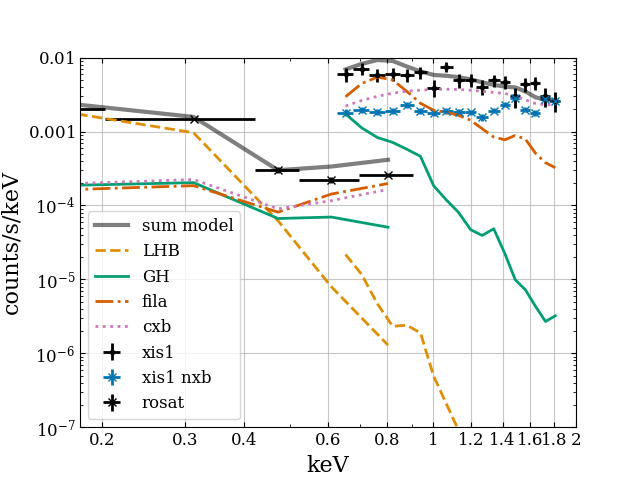 0.01
0.001
10⁻⁴
10⁻⁵
10⁻⁶
10⁻⁷
counts/s/keV
sum model
LHB
GH
fila
cxb
xis1
xis1 nxb
rosat
0.2 0.3 0.4 0.6 0.8 1 1.2 1.4 1.6 1.8 2
keV